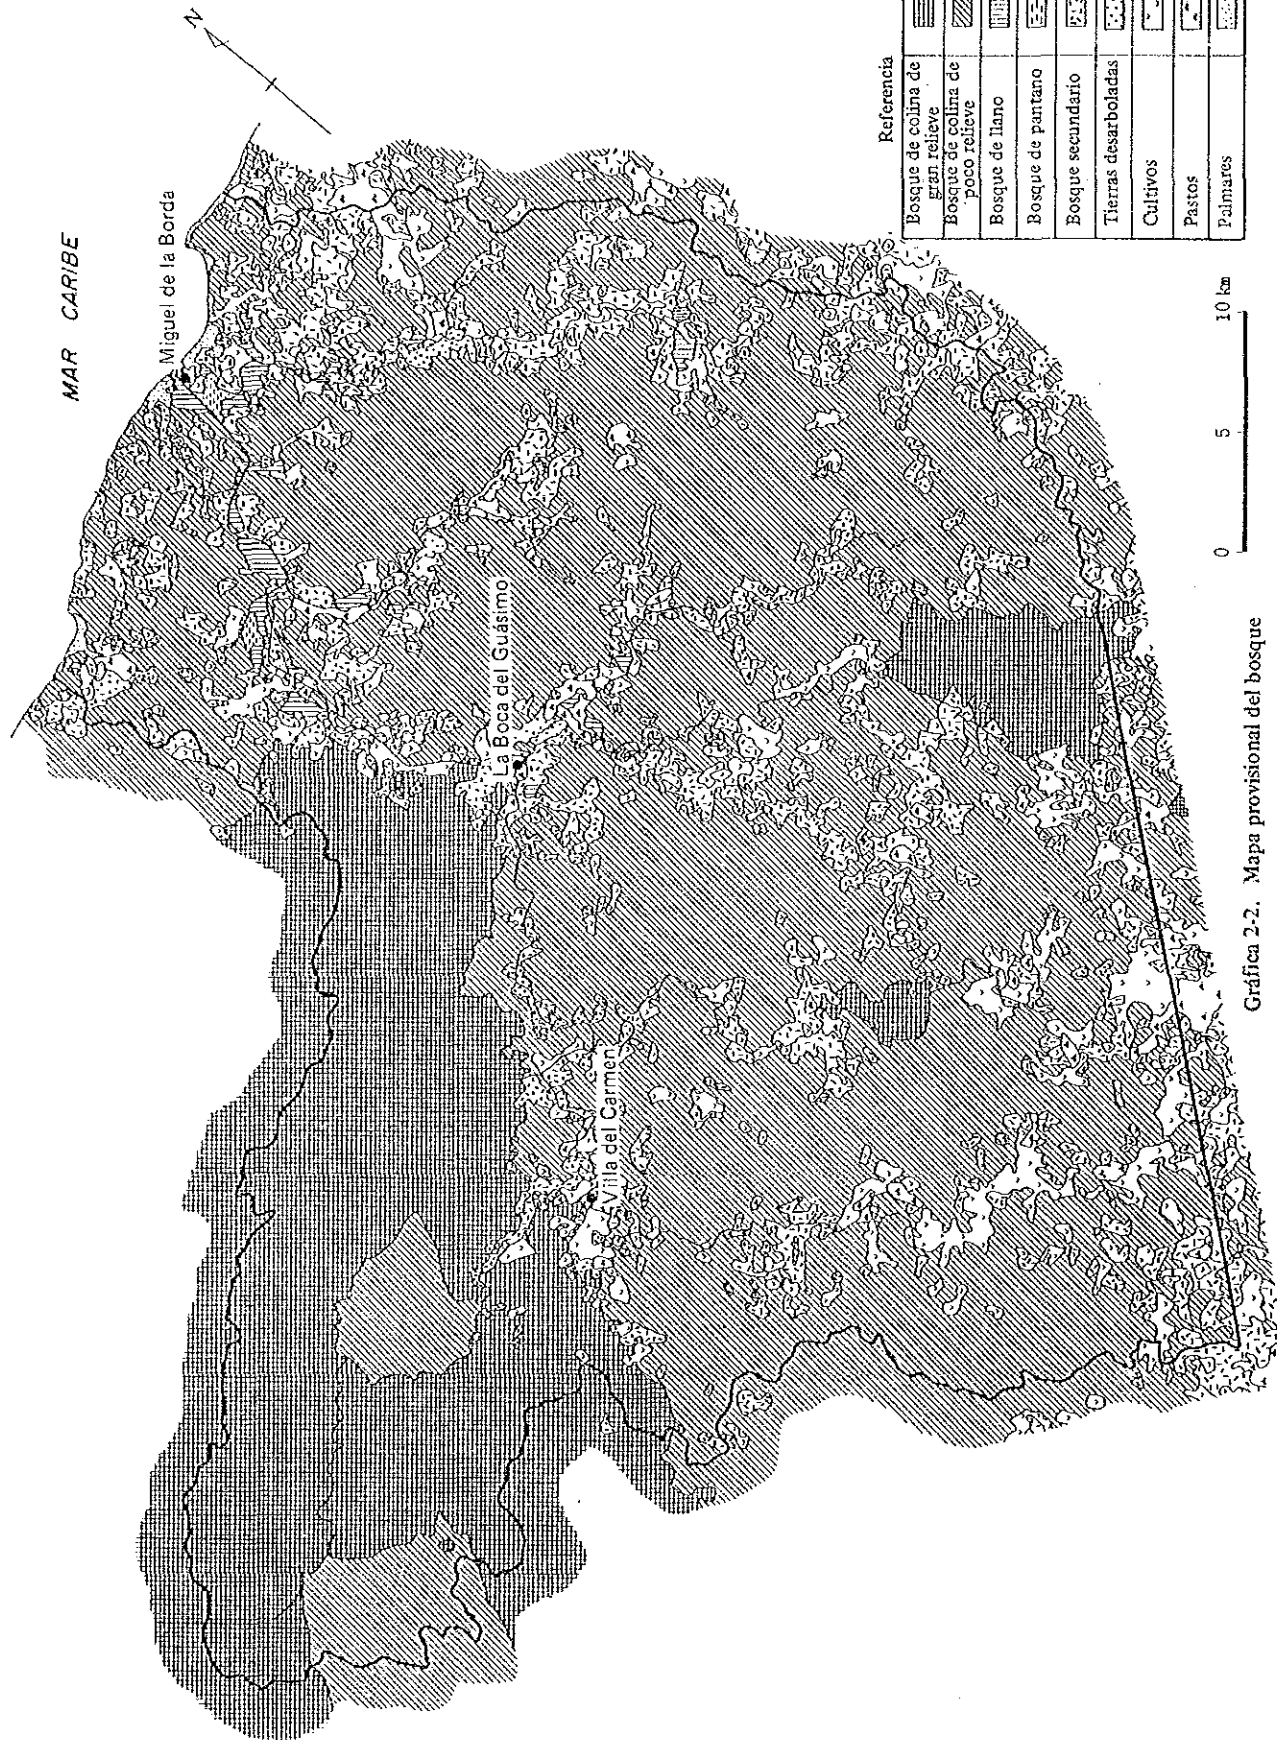 N
MAR CARIBE
Miguel de la Borda
La Boca del Guásimo
Villa del Carmen
Referencia
Bosque de colina de
gran relieve
Bosque de colina de
poco relieve
Bosque de llano
Bosque de pantano
Bosque secundario
Tierras desarboladas
Cultivos
Pastos
Palmares
0 5 10 km
Gráfica 2-2. Mapa provisional del bosque